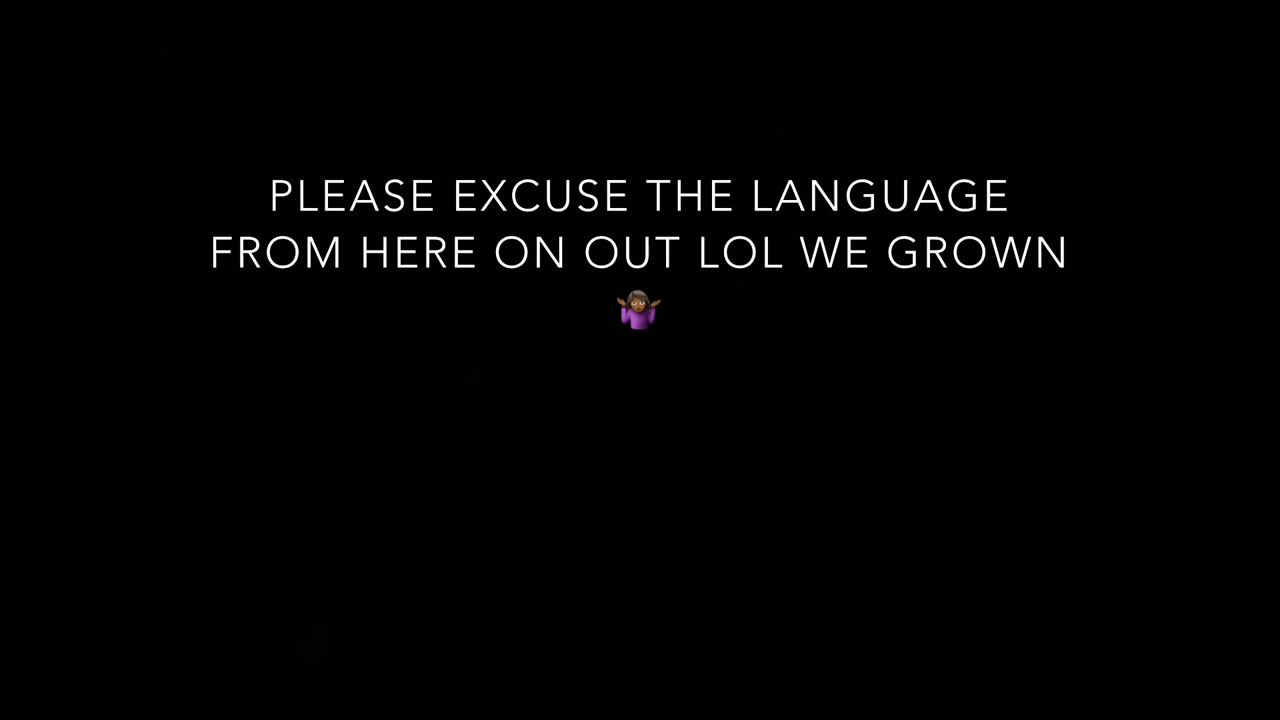 PLEASE EXCUSE THE LANGUAGE
FROM HERE ON OUT LOL WE GROWN
🤷🏾‍♀️